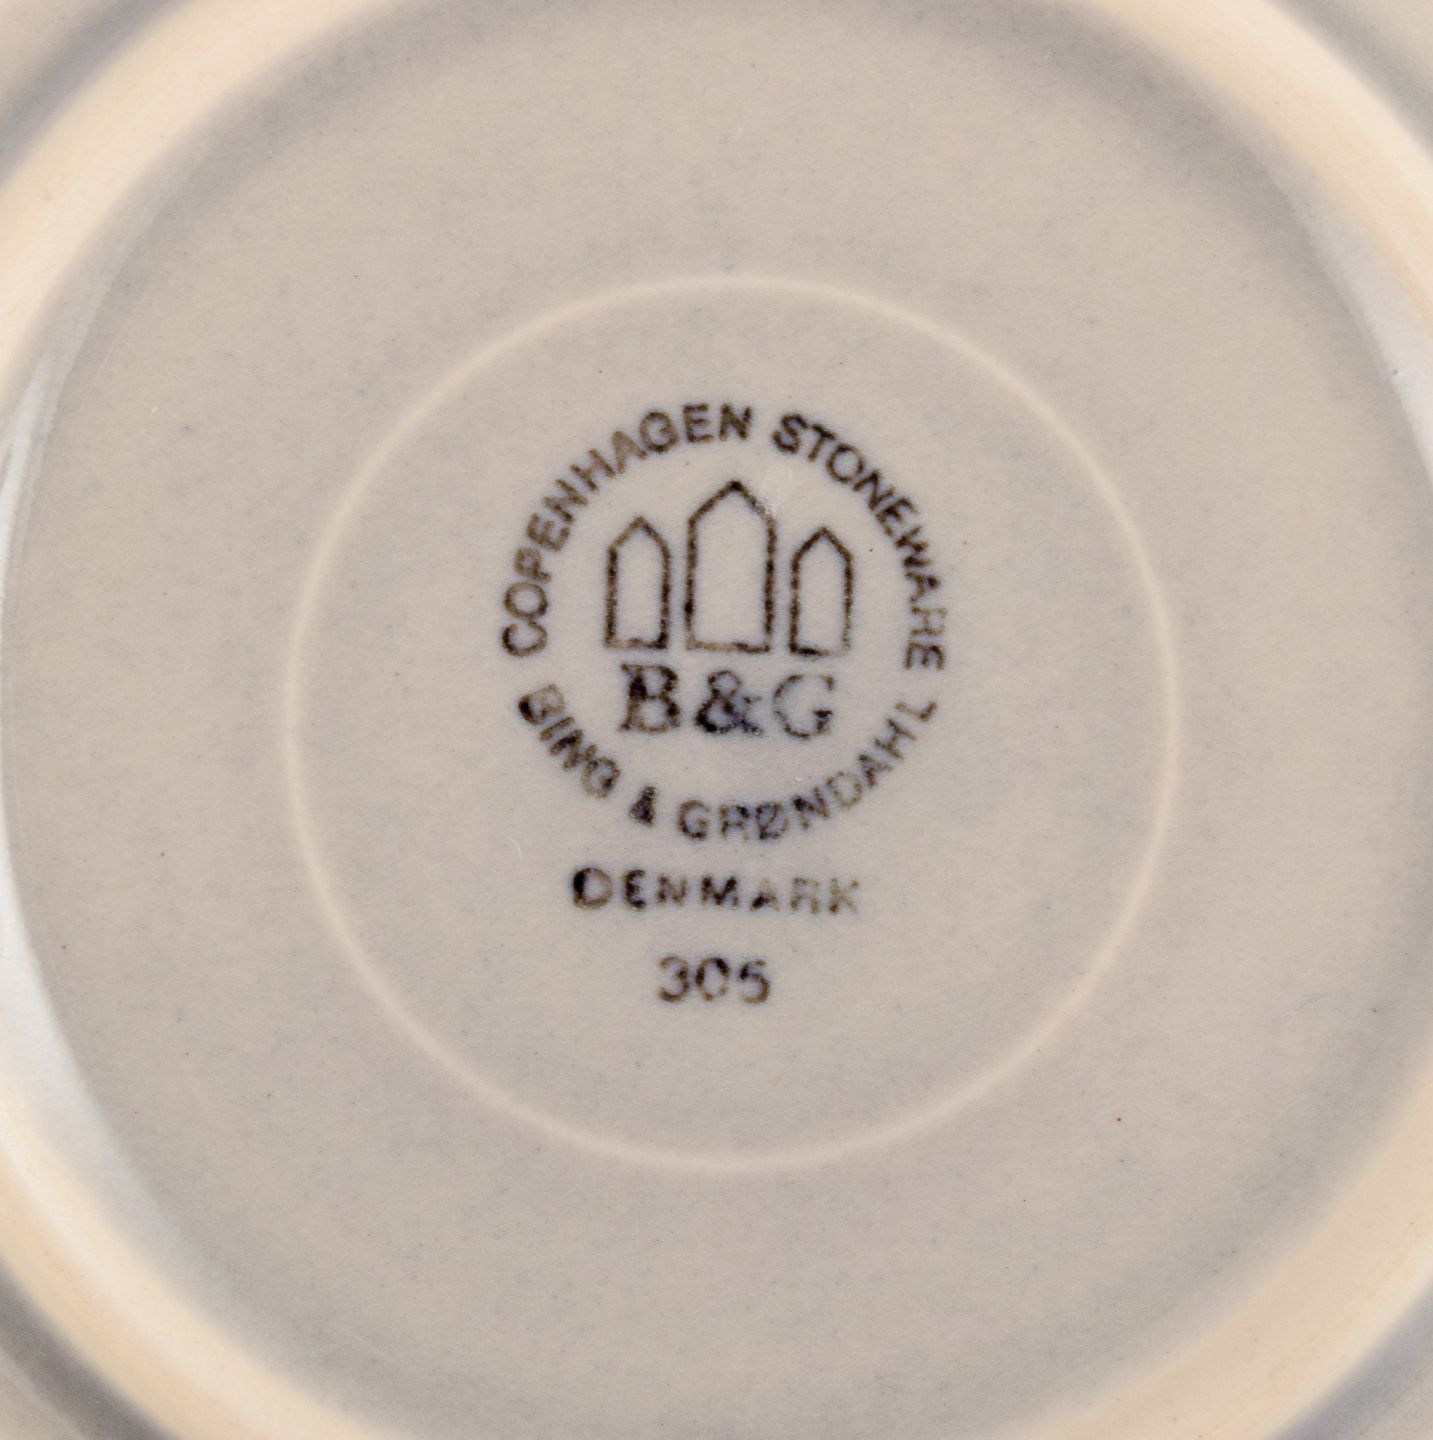 COPENHAGEN STONEWARE
B&G
BING & GRØNDAHL
DENMARK
305